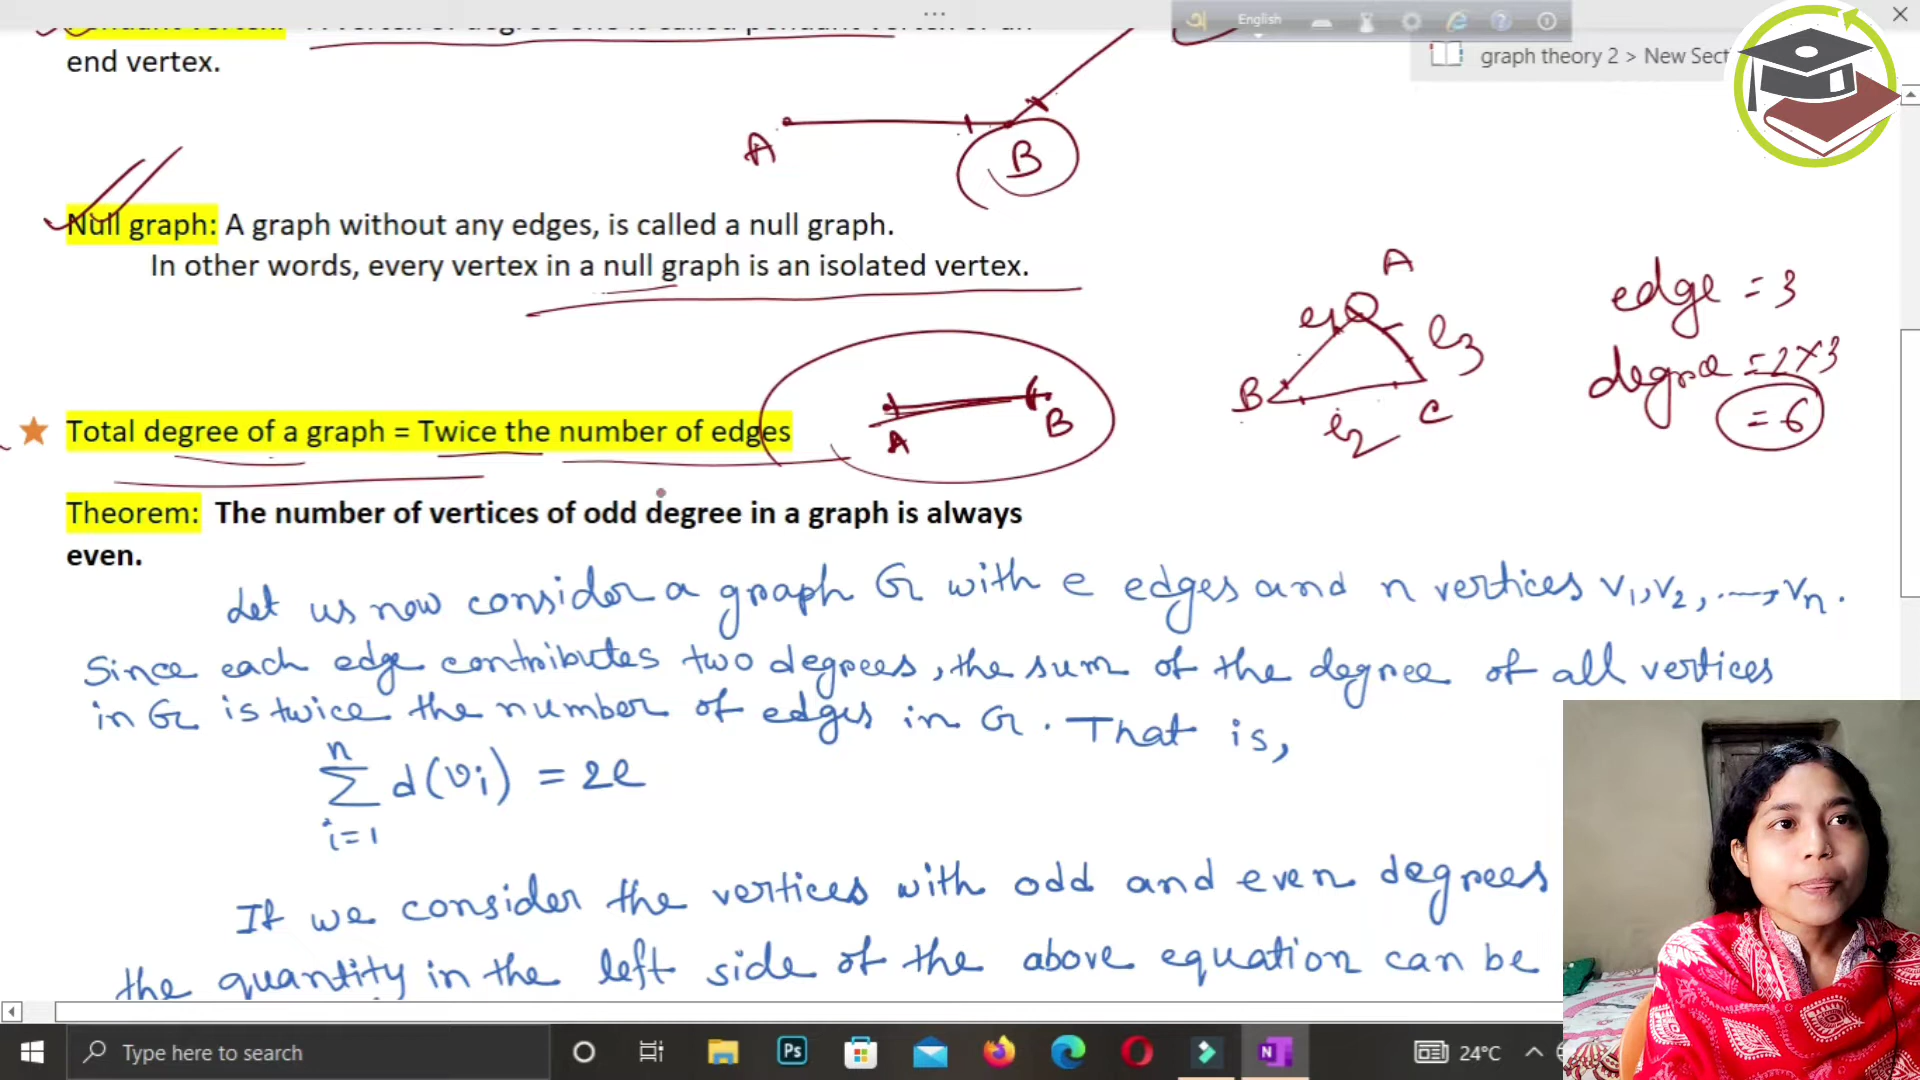 English
graph theory 2 > New Sect
end vertex.
A
B
Null graph: A graph without any edges, is called a null graph.
In other words, every vertex in a null graph is an isolated vertex.
A
e1
e3
B
e2
C
edge = 3
degree = 2×3
= 6
Total degree of a graph = Twice the number of edges
A
B
Theorem: The number of vertices of odd degree in a graph is always
even.
Let us now consider a graph G with e edges and n vertices v1, v2, ..., vn.
Since each edge contributes two degrees, the sum of the degree of all vertices
in G is twice the number of edges in G. That is,
n
Σ d(vi) = 2e
i=1
If we consider the vertices with odd and even degrees
the quantity in the left side of the above equation can be
Type here to search
Ps
N
24°C